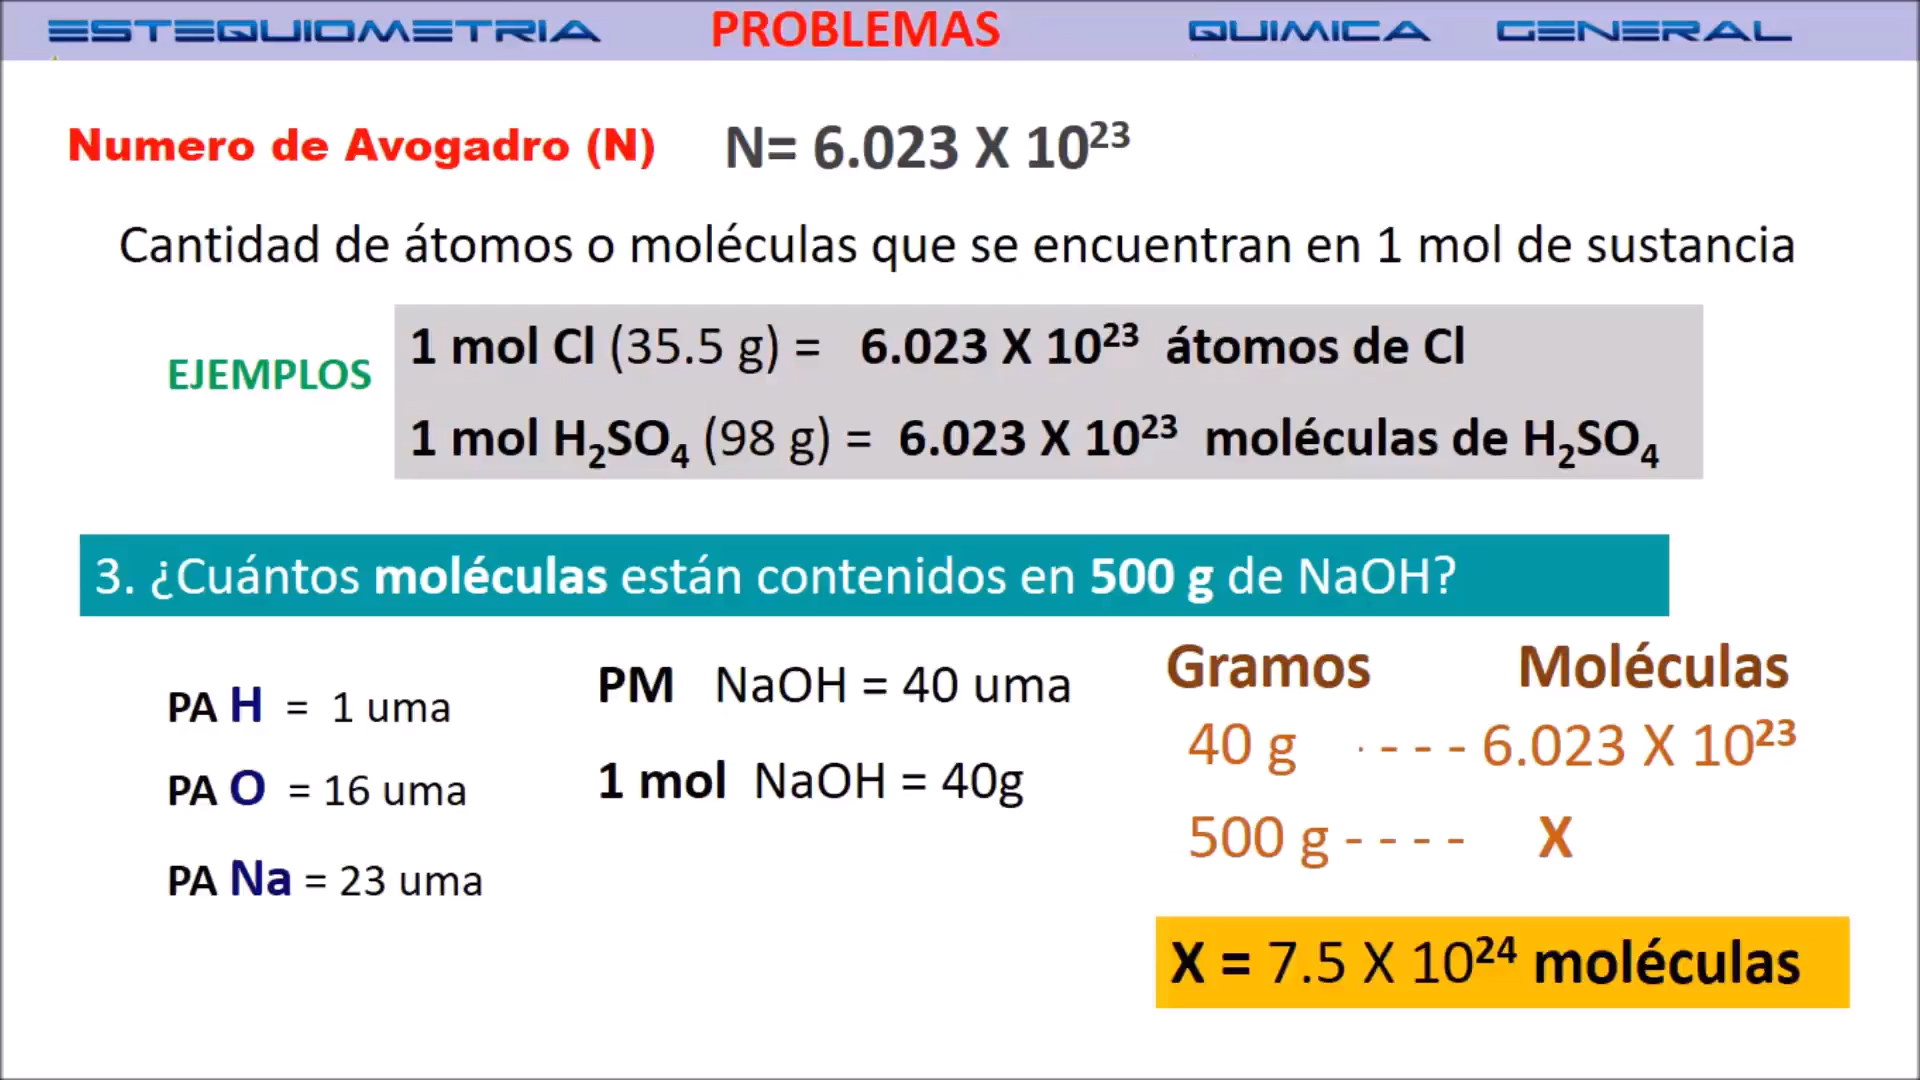 ESTEQUIOMETRIA PROBLEMAS QUIMICA GENERAL
Numero de Avogadro (N) N= 6.023 X 10²³
Cantidad de átomos o moléculas que se encuentran en 1 mol de sustancia
EJEMPLOS
1 mol Cl (35.5 g) = 6.023 X 10²³ átomos de Cl
1 mol H₂SO₄ (98 g) = 6.023 X 10²³ moléculas de H₂SO₄
3. ¿Cuántos moléculas están contenidos en 500 g de NaOH?
PA H = 1 uma
PA O = 16 uma
PA Na = 23 uma
PM NaOH = 40 uma
1 mol NaOH = 40g
Gramos Moléculas
40 g - - - - 6.023 X 10²³
500 g - - - - X
X = 7.5 X 10²⁴ moléculas